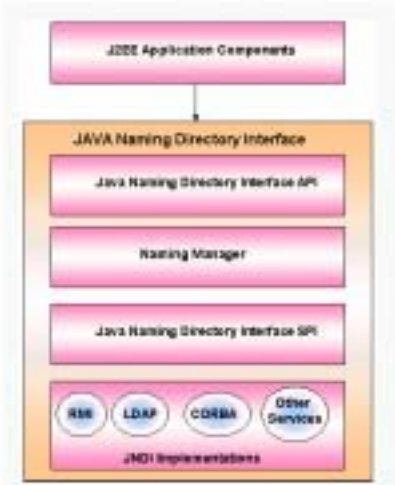 J2EE Application Components
JAVA Naming Directory Interface
Java Naming Directory Interface API
Naming Manager
Java Naming Directory Interface SPI
RMI
LDAP
CORBA
Other
Services
JNDI Implementations